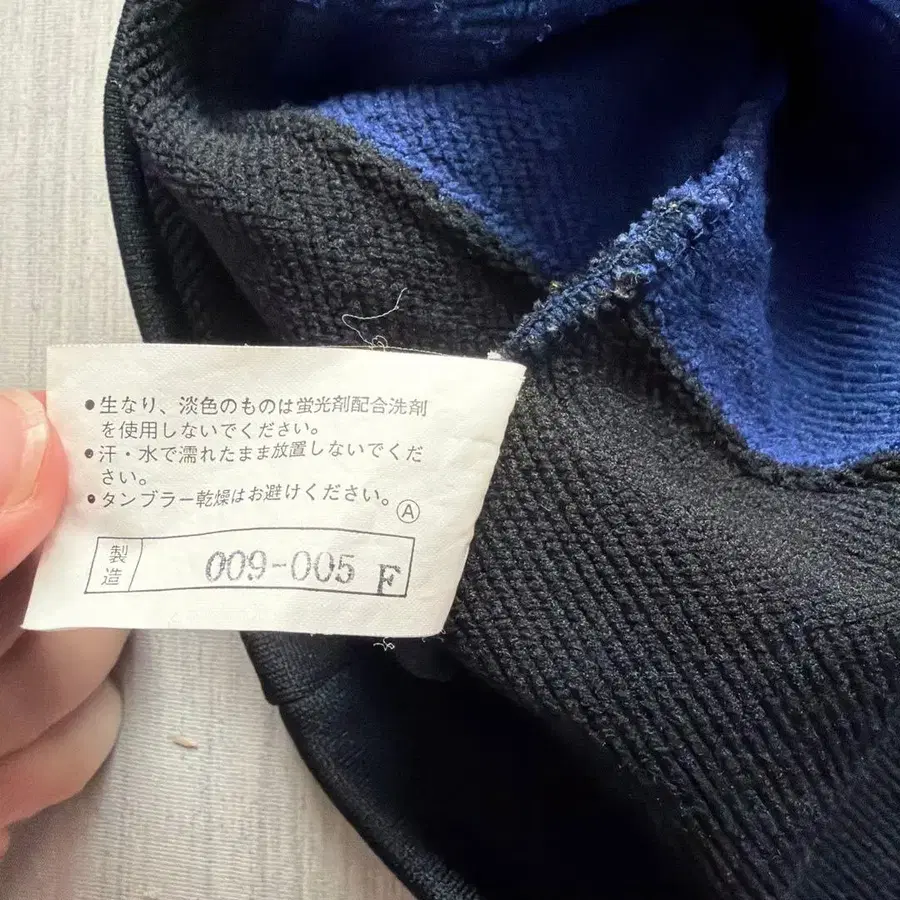 ●生なり、淡色のものは蛍光剤配合洗剤
を使用しないでください。
●汗・水で濡れたまま放置しないでくだ
さい。
●タンブラー乾燥はお避けください。 Ⓐ
製造 009-005 F